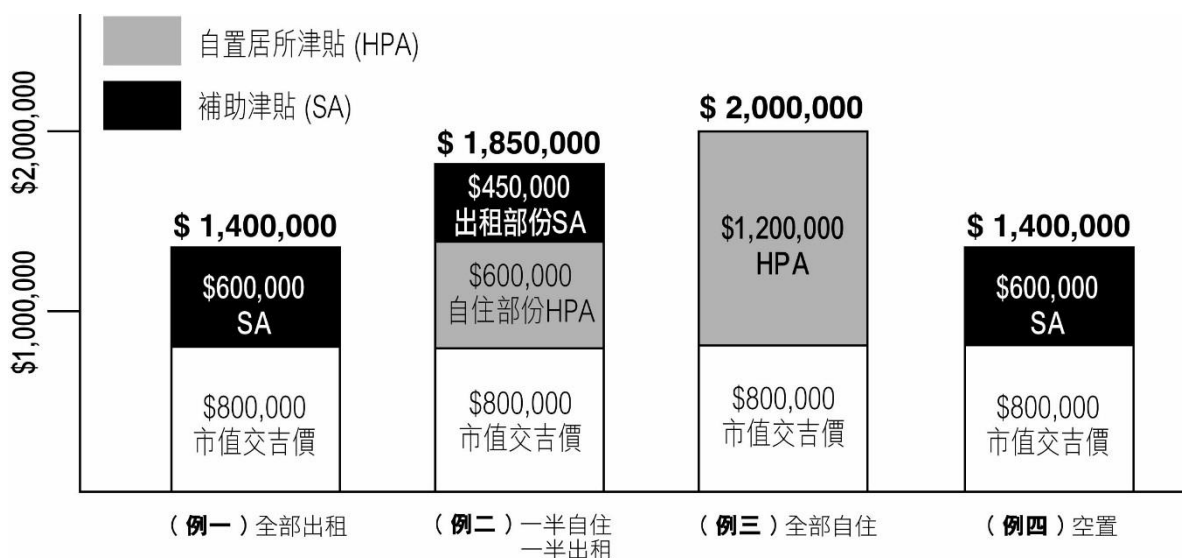 自置居所津貼 (HPA)
補助津貼 (SA)
$2,000,000
$1,000,000
$ 1,400,000
$600,000
SA
$800,000
市值交吉價
$ 1,850,000
$450,000
出租部份SA
$600,000
自住部份HPA
$800,000
市值交吉價
$ 2,000,000
$1,200,000
HPA
$800,000
市值交吉價
$ 1,400,000
$600,000
SA
$800,000
市值交吉價
(例一) 全部出租
(例二) 一半自住
一半出租
(例三) 全部自住
(例四) 空置